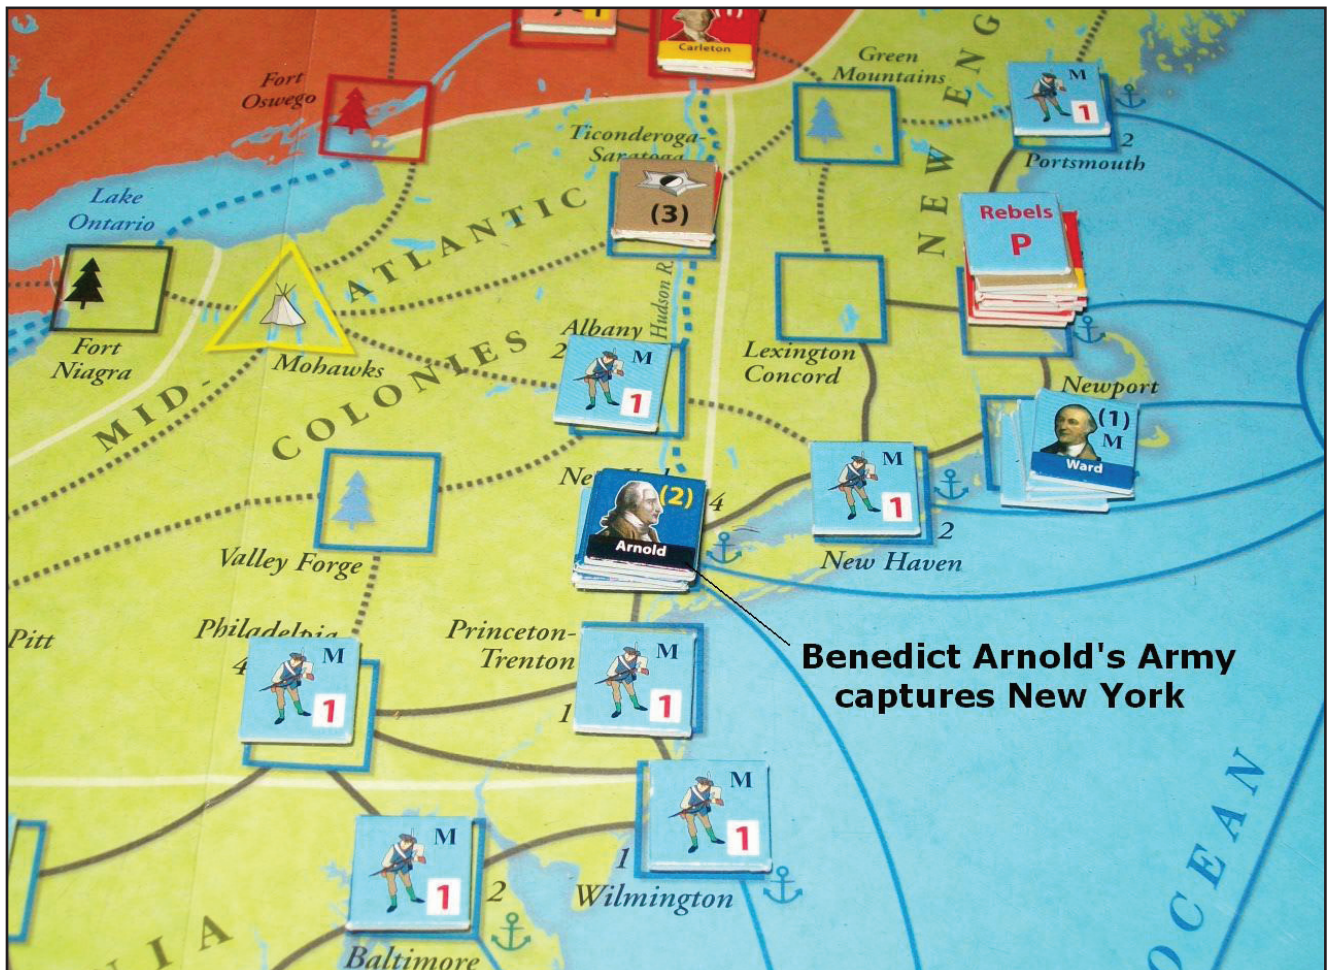 Carleton
Green
Mountains
NEW ENG
M
1
2
Portsmouth
Fort
Oswego
Ticonderoga-
Saratoga
(3)
Rebels
P
Lake
Ontario
MID-
ATLANTIC
COLONIES
Hudson R.
Fort
Niagra
Mohawks
Albany
2
M
1
Lexington
Concord
Newport
(1)
M
Ward
Valley Forge
(2)
Arnold
4
M
1
2
New Haven
Pitt
Philadelpia
4
M
1
Princeton-
Trenton
1
M
1
Benedict Arnold's Army
captures New York
M
1
1
Wilmington
M
1
2
Baltimore
NIA
OCEAN